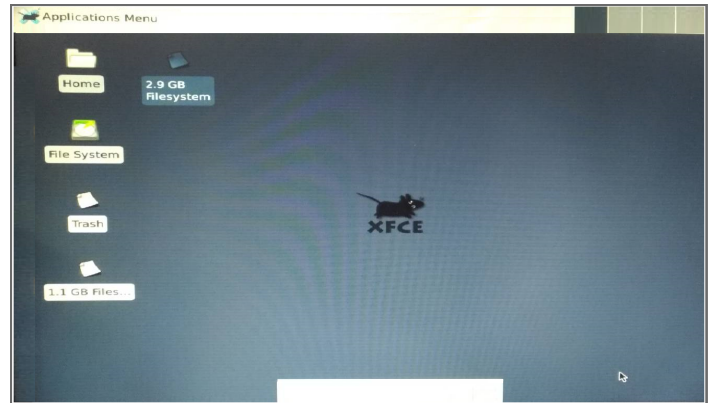 Applications Menu
Home
2.9 GB
Filesystem
File System
Trash
1.1 GB Files...
XFCE